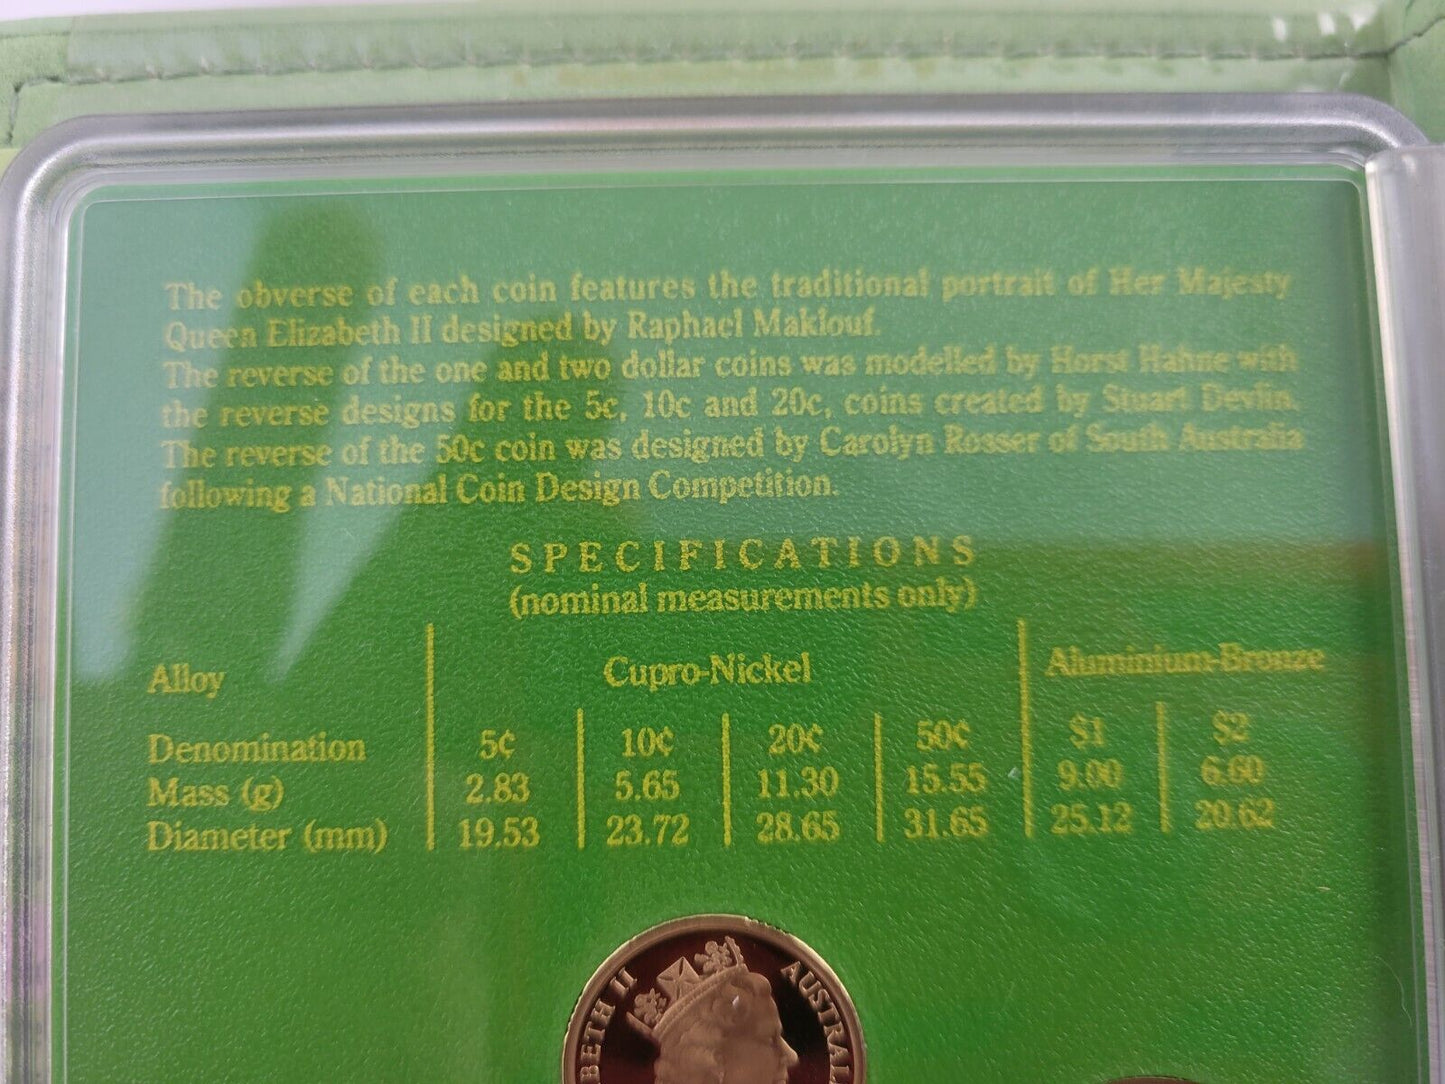 The obverse of each coin features the traditional portrait of Her Majesty
Queen Elizabeth II designed by Raphael Maklouf.
The reverse of the one and two dollar coins was modelled by Horst Hahne with
the reverse designs for the 5c, 10c and 20c, coins created by Stuart Devlin.
The reverse of the 50c coin was designed by Carolyn Rosser of South Australia
following a National Coin Design Competition.
SPECIFICATIONS
(nominal measurements only)
Alloy Cupro-Nickel Aluminium-Bronze
Denomination 5¢ 10¢ 20¢ 50¢ $1 $2
Mass (g) 2.83 5.65 11.30 15.55 9.00 6.60
Diameter (mm) 19.53 23.72 28.65 31.65 25.12 20.62
BETH II AUSTRAL